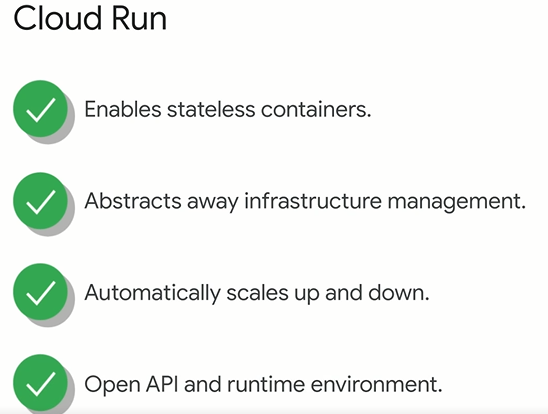 Cloud Run
Enables stateless containers.
Abstracts away infrastructure management.
Automatically scales up and down.
Open API and runtime environment.